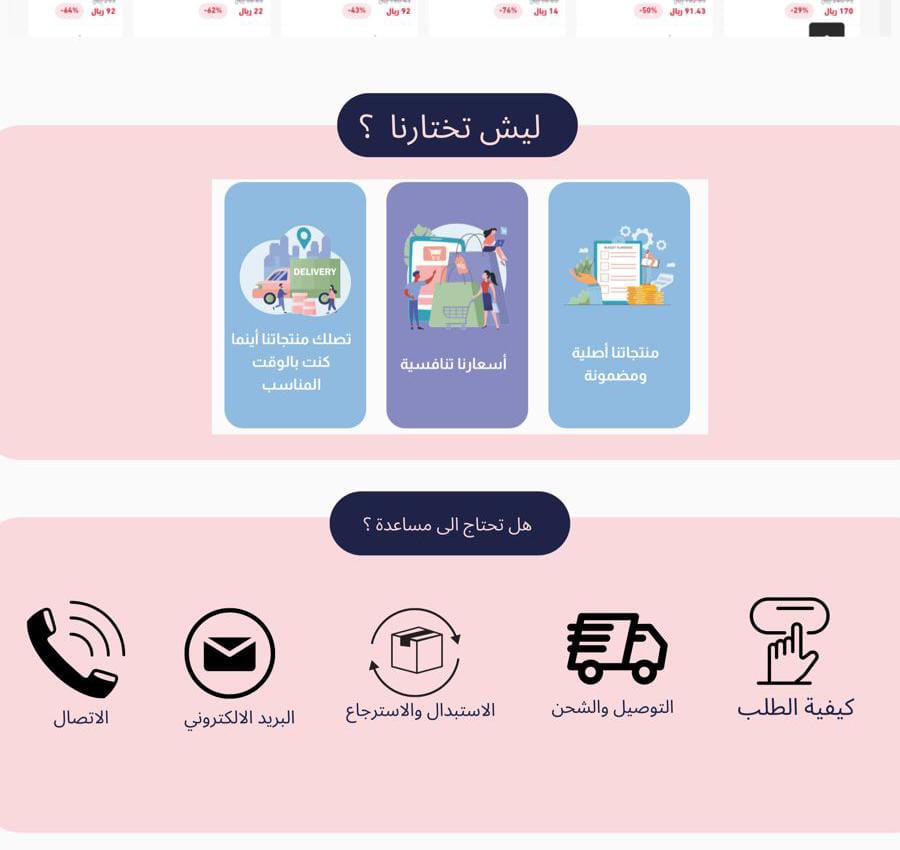 170 ريال -29%
91.43 ريال -50%
14 ريال -76%
92 ريال -43%
22 ريال -62%
92 ريال -64%
ليش تختارنا ؟
منتجاتنا أصلية
ومضمونة
أسعارنا تنافسية
DELIVERY
تصلك منتجاتنا أينما
كنت بالوقت
المناسب
هل تحتاج الى مساعدة ؟
كيفية الطلب
التوصيل والشحن
الاستبدال والاسترجاع
البريد الالكتروني
الاتصال